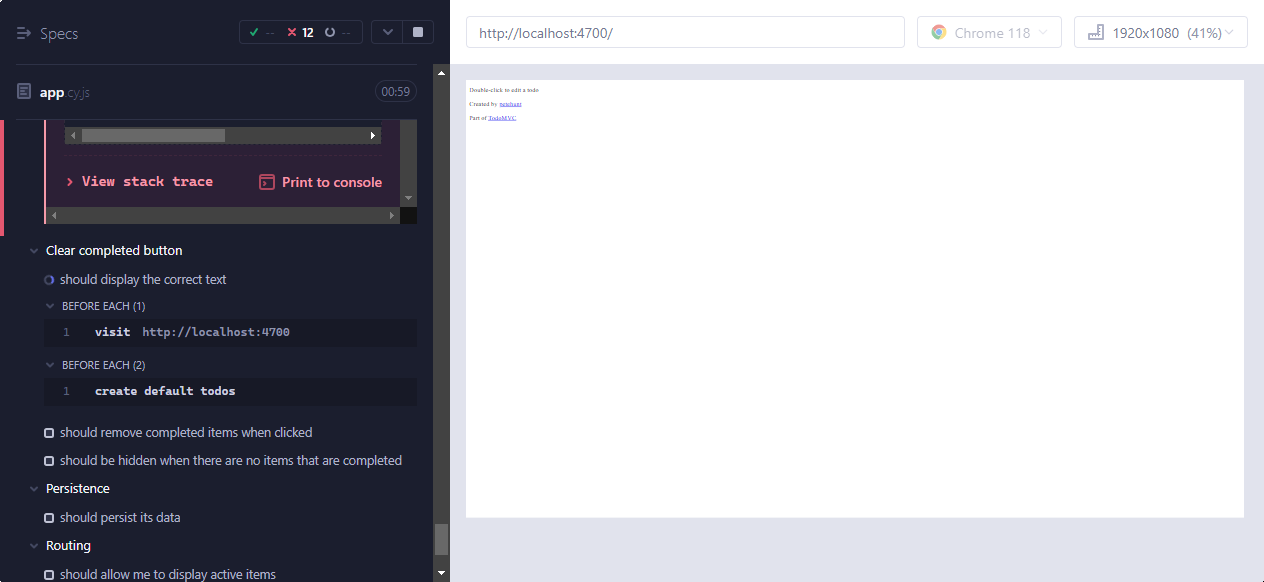 Specs
-- 12 --
app.cy.js
00:59
View stack trace
Print to console
Clear completed button
should display the correct text
BEFORE EACH (1)
1 visit http://localhost:4700
BEFORE EACH (2)
1 create default todos
should remove completed items when clicked
should be hidden when there are no items that are completed
Persistence
should persist its data
Routing
should allow me to display active items
http://localhost:4700/
Chrome 118
1920x1080 (41%)
Double-click to edit a todo
Created by petehunt
Part of TodoMVC